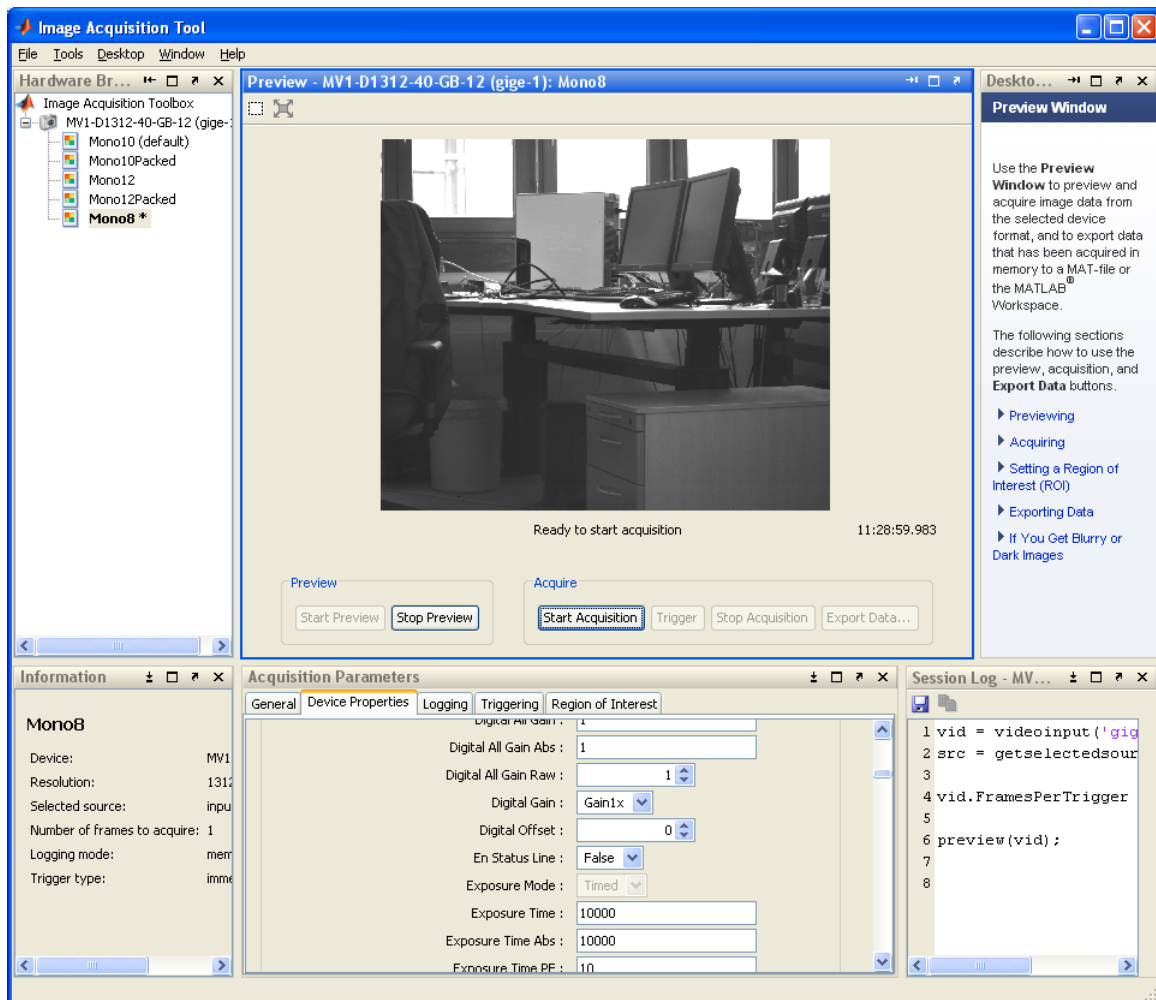 Image Acquisition Tool
File Tools Desktop Window Help
Hardware Br...
Image Acquisition Toolbox
MV1-D1312-40-GB-12 (gige-1
Mono10 (default)
Mono10Packed
Mono12
Mono12Packed
Mono8 *
Preview - MV1-D1312-40-GB-12 (gige-1): Mono8
Ready to start acquisition
11:28:59.983
Preview
Start Preview
Stop Preview
Acquire
Start Acquisition
Trigger
Stop Acquisition
Export Data...
Deskto...
Preview Window
Use the Preview
Window to preview and
acquire image data from
the selected device
format, and to export data
that has been acquired in
memory to a MAT-file or
the MATLAB®
Workspace.
The following sections
describe how to use the
preview, acquisition, and
Export Data buttons.
Previewing
Acquiring
Setting a Region of
Interest (ROI)
Exporting Data
If You Get Blurry or
Dark Images
Information
Mono8
Device: MV1
Resolution: 1312
Selected source: inpu
Number of frames to acquire: 1
Logging mode: mem
Trigger type: imme
Acquisition Parameters
General
Device Properties
Logging
Triggering
Region of Interest
Digital All Gain : 1
Digital All Gain Abs : 1
Digital All Gain Raw : 1
Digital Gain : Gain1x
Digital Offset : 0
En Status Line : False
Exposure Mode : Timed
Exposure Time : 10000
Exposure Time Abs : 10000
Exposure Time PF : 10
Session Log - MV...
1 vid = videoinput('gig
2 src = getselectedsour
3
4 vid.FramesPerTrigger
5
6 preview(vid);
7
8